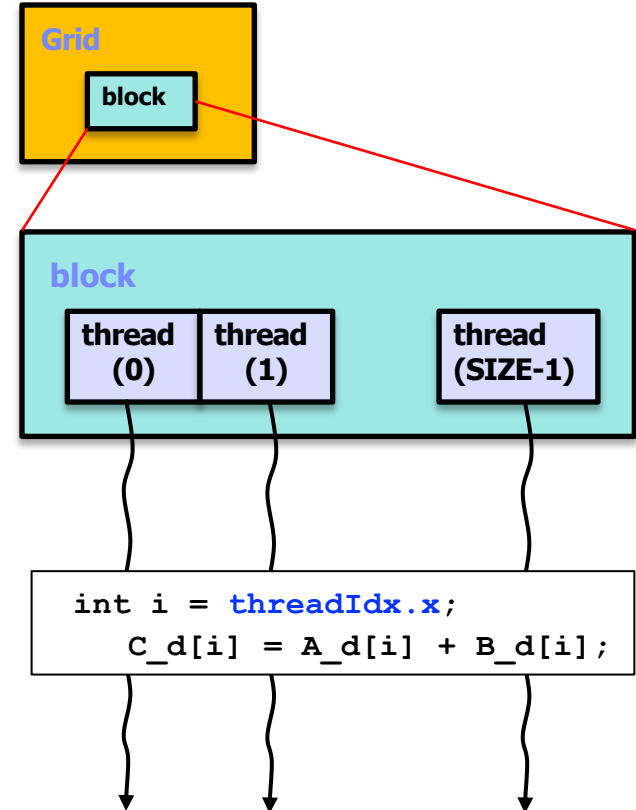 Grid
block
block
thread
(0)
thread
(1)
thread
(SIZE-1)
int i = threadIdx.x;
C_d[i] = A_d[i] + B_d[i];